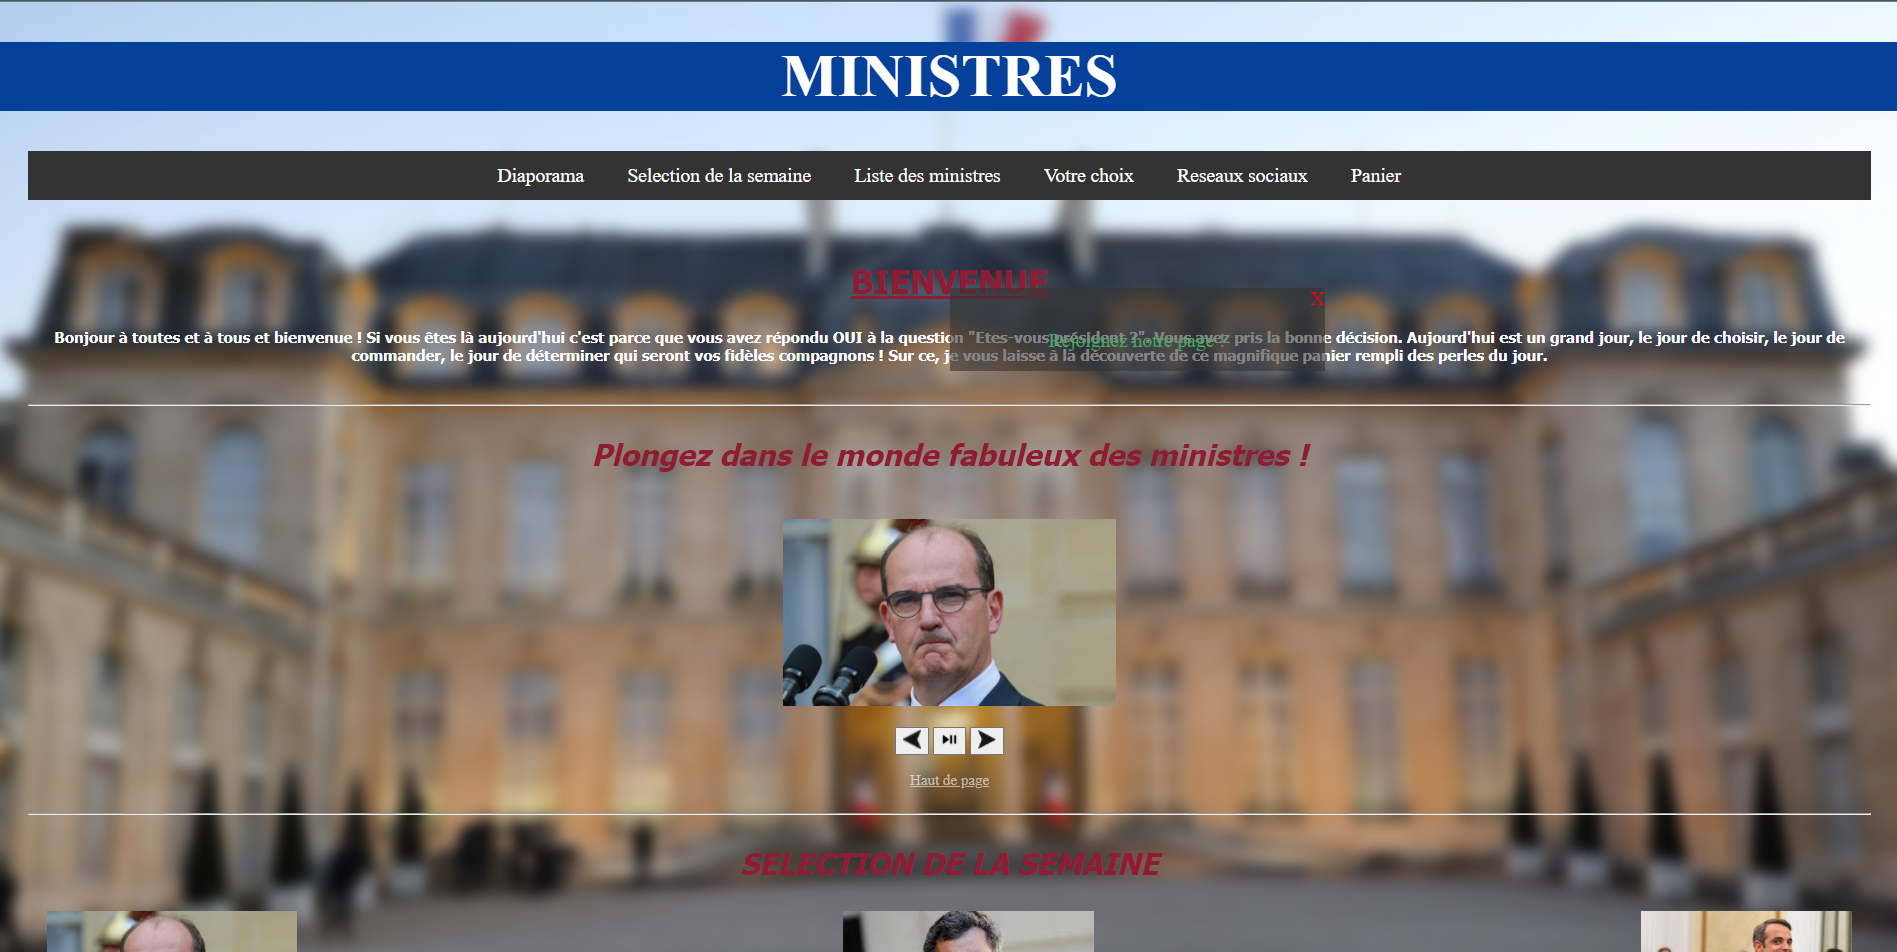 MINISTRES
Diaporama Selection de la semaine Liste des ministres Votre choix Reseaux sociaux Panier
BIENVENUE
X
Bonjour à toutes et à tous et bienvenue ! Si vous êtes là aujourd'hui c'est parce que vous avez répondu OUI à la question "Etes-vous président ?". Vous avez pris la bonne décision. Aujourd'hui est un grand jour, le jour de choisir, le jour de
Rejoignez notre page !
commander, le jour de déterminer qui seront vos fidèles compagnons ! Sur ce, je vous laisse à la découverte de ce magnifique panier rempli des perles du jour.
Plongez dans le monde fabuleux des ministres !
Haut de page
SELECTION DE LA SEMAINE